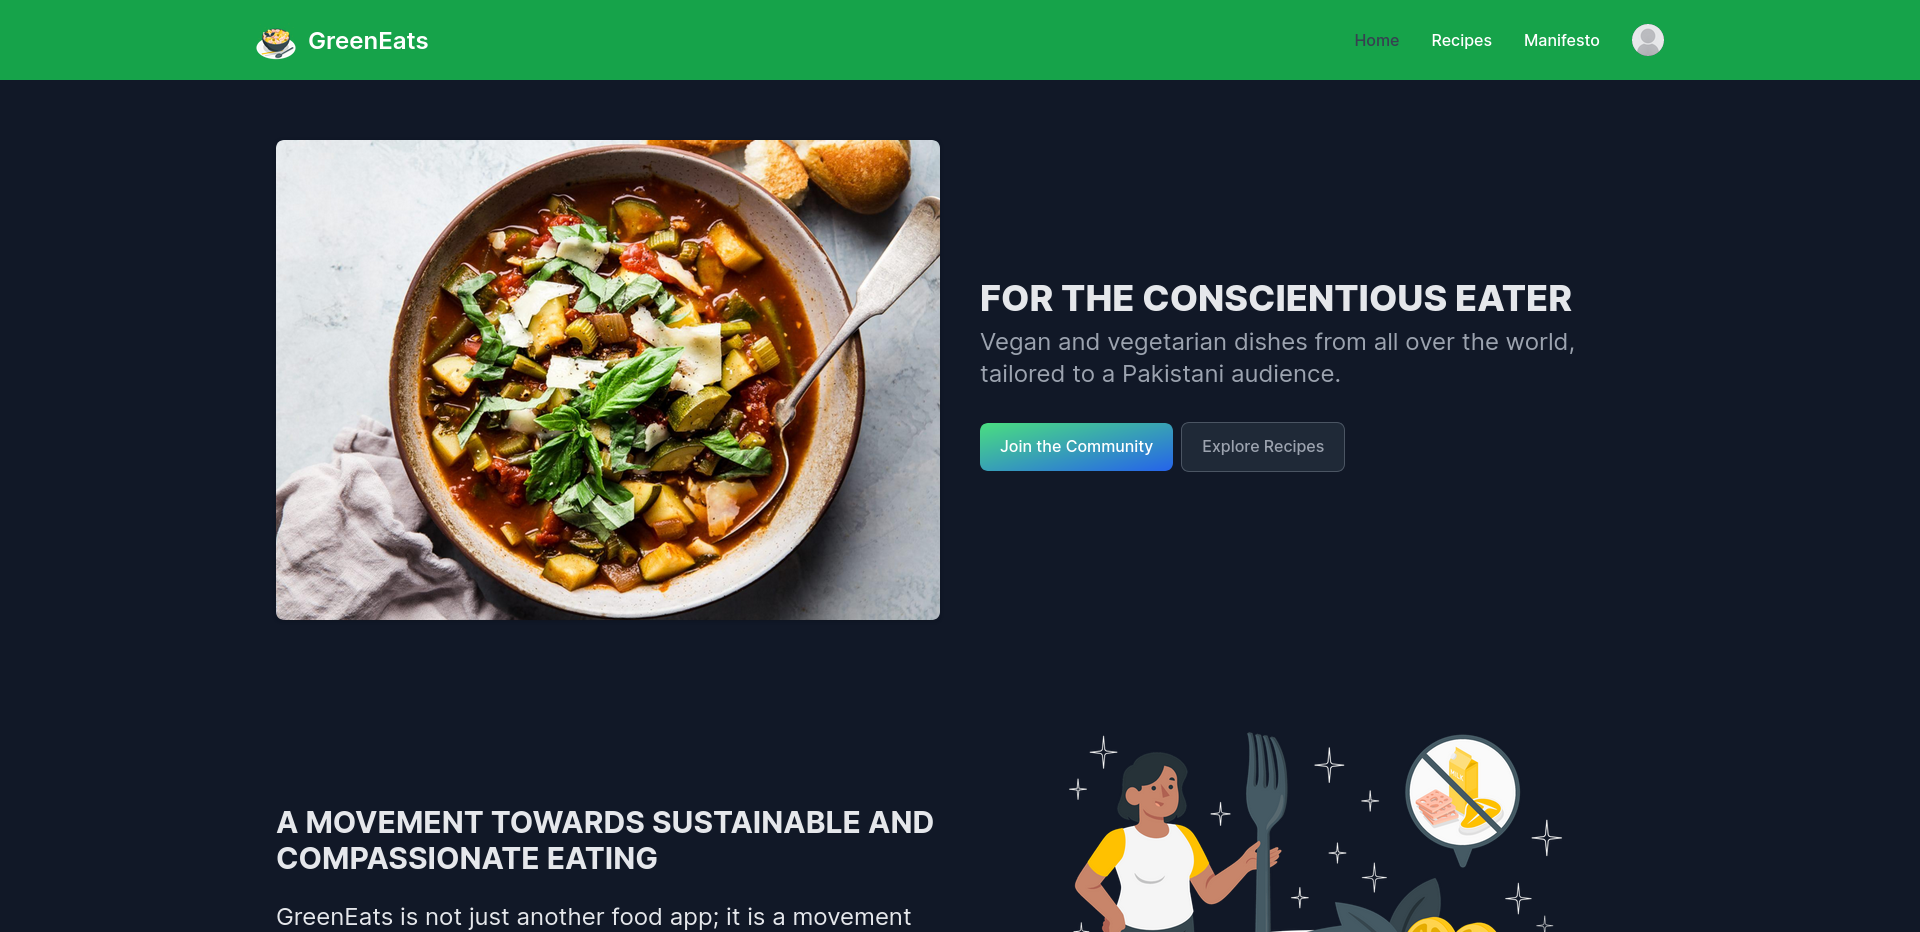 GreenEats
Home
Recipes
Manifesto
FOR THE CONSCIENTIOUS EATER
Vegan and vegetarian dishes from all over the world,
tailored to a Pakistani audience.
Join the Community
Explore Recipes
A MOVEMENT TOWARDS SUSTAINABLE AND
COMPASSIONATE EATING
GreenEats is not just another food app; it is a movement
MILK